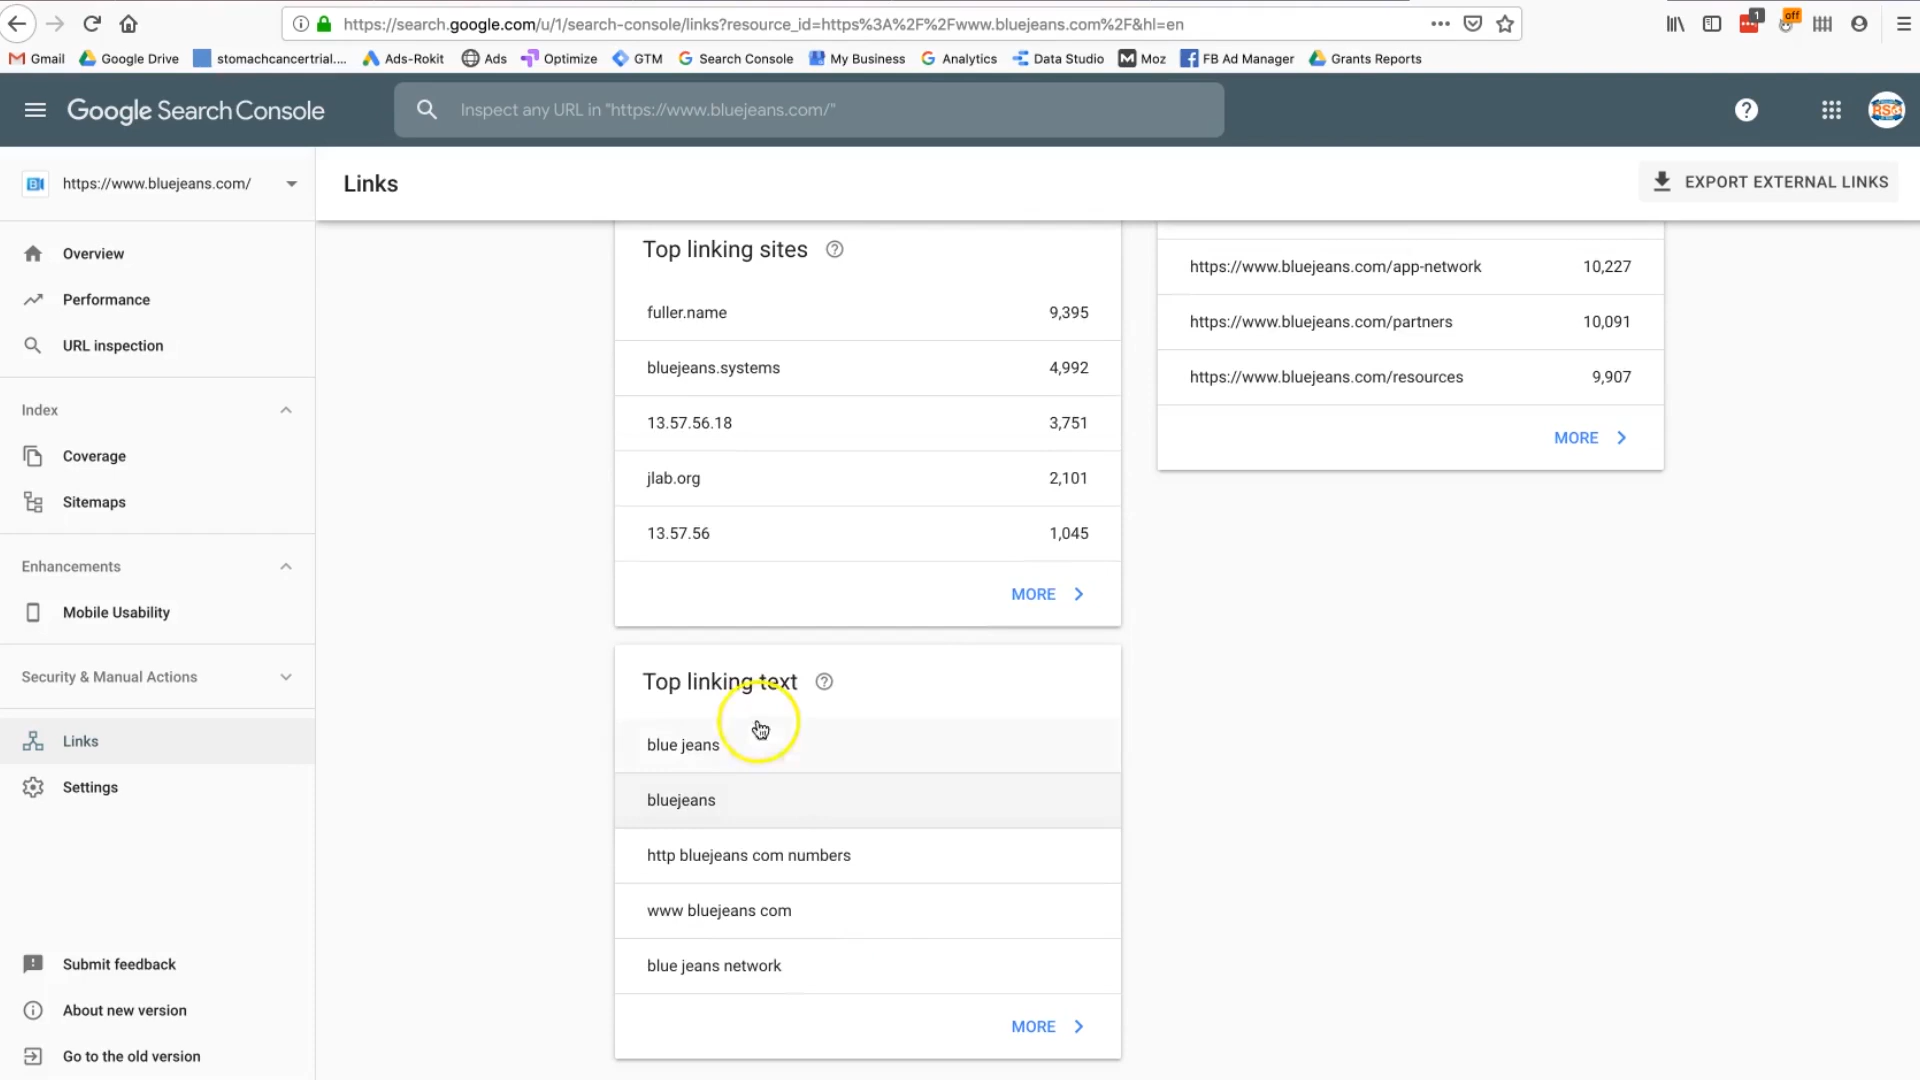 https://search.google.com/u/1/search-console/links?resource_id=https%3A%2F%2Fwww.bluejeans.com%2F&hl=en
1
off
Gmail Google Drive stomachcancertrial.... Ads-Rokit Ads Optimize GTM Search Console My Business Analytics Data Studio Moz FB Ad Manager Grants Reports
Google Search Console
Inspect any URL in "https://www.bluejeans.com/"
https://www.bluejeans.com/
Links
EXPORT EXTERNAL LINKS
Overview
Performance
URL inspection
Index
Coverage
Sitemaps
Enhancements
Mobile Usability
Security & Manual Actions
Links
Settings
Submit feedback
About new version
Go to the old version
Top linking sites
fuller.name 9,395
bluejeans.systems 4,992
13.57.56.18 3,751
jlab.org 2,101
13.57.56 1,045
MORE
Top linking text
blue jeans
bluejeans
http bluejeans com numbers
www bluejeans com
blue jeans network
MORE
https://www.bluejeans.com/app-network 10,227
https://www.bluejeans.com/partners 10,091
https://www.bluejeans.com/resources 9,907
MORE